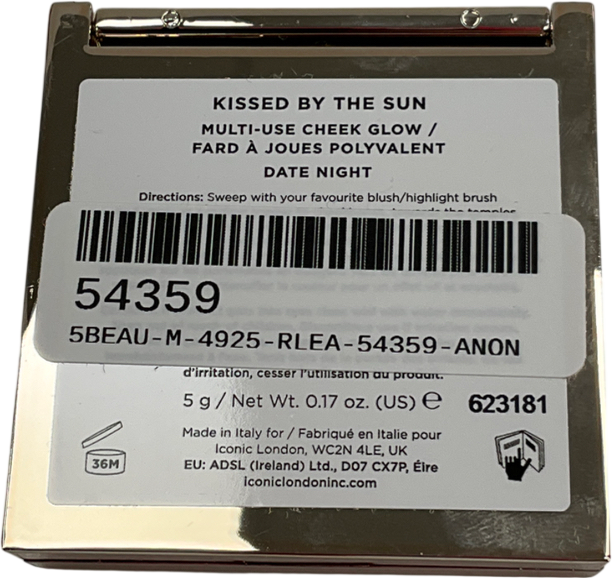 KISSED BY THE SUN
MULTI-USE CHEEK GLOW /
FARD À JOUES POLYVALENT
DATE NIGHT
Directions: Sweep with your favourite blush/highlight brush
towards the temples
54359
5BEAU-M-4925-RLEA-54359-ANON
d'irritation, cesser l'utilisation du produit.
5 g / Net Wt. 0.17 oz. (US) ℮ 623181
Made in Italy for / Fabriqué en Italie pour
Iconic London, WC2N 4LE, UK
36M
EU: ADSL (Ireland) Ltd., D07 CX7P, Éire
iconiclondoninc.com